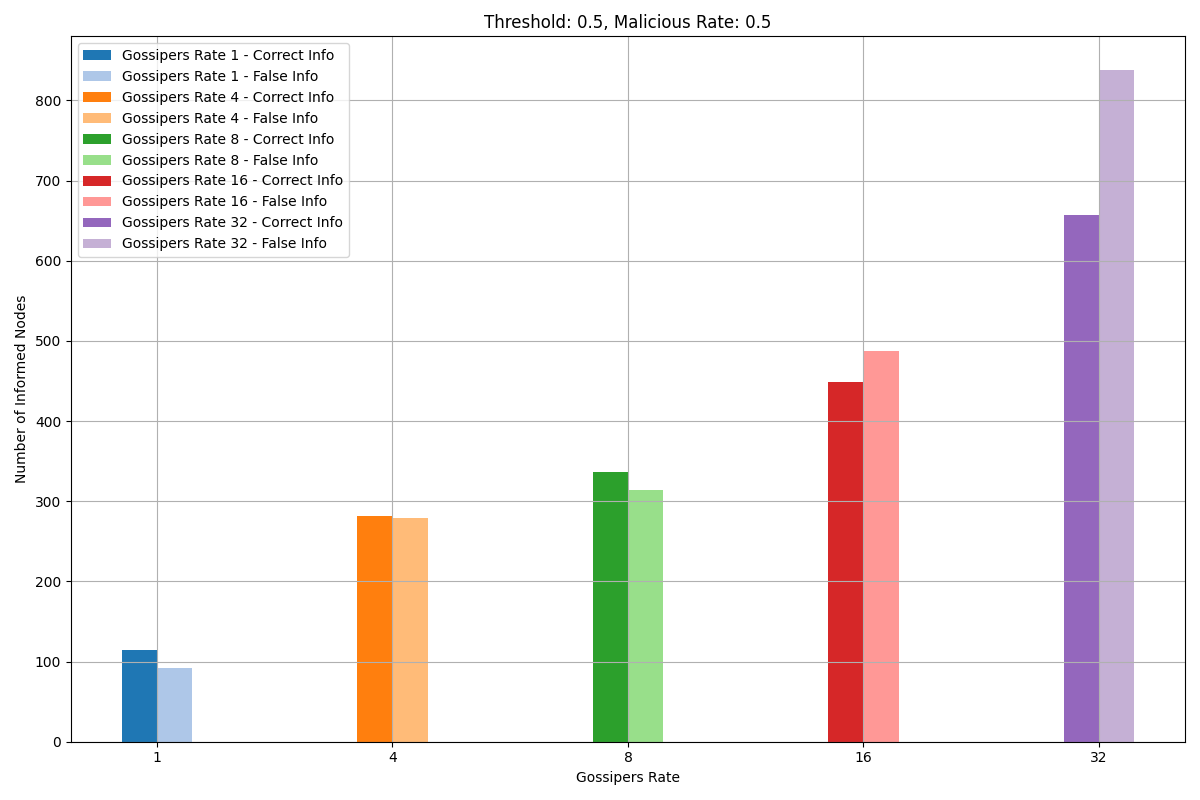 Threshold: 0.5, Malicious Rate: 0.5
Gossipers Rate 1 - Correct Info
Gossipers Rate 1 - False Info
Gossipers Rate 4 - Correct Info
Gossipers Rate 4 - False Info
Gossipers Rate 8 - Correct Info
Gossipers Rate 8 - False Info
Gossipers Rate 16 - Correct Info
Gossipers Rate 16 - False Info
Gossipers Rate 32 - Correct Info
Gossipers Rate 32 - False Info
Number of Informed Nodes
800
700
600
500
400
300
200
100
0
1 4 8 16 32
Gossipers Rate